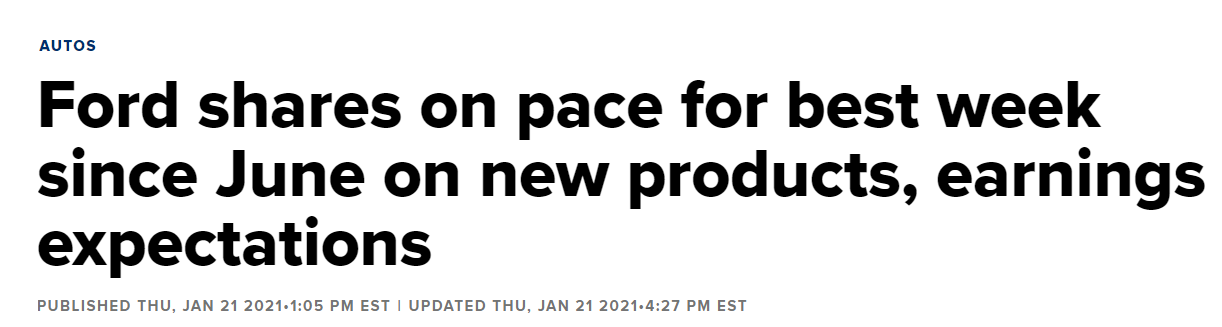 AUTOS
Ford shares on pace for best week
since June on new products, earnings
expectations
PUBLISHED THU, JAN 21 2021•1:05 PM EST | UPDATED THU, JAN 21 2021•4:27 PM EST